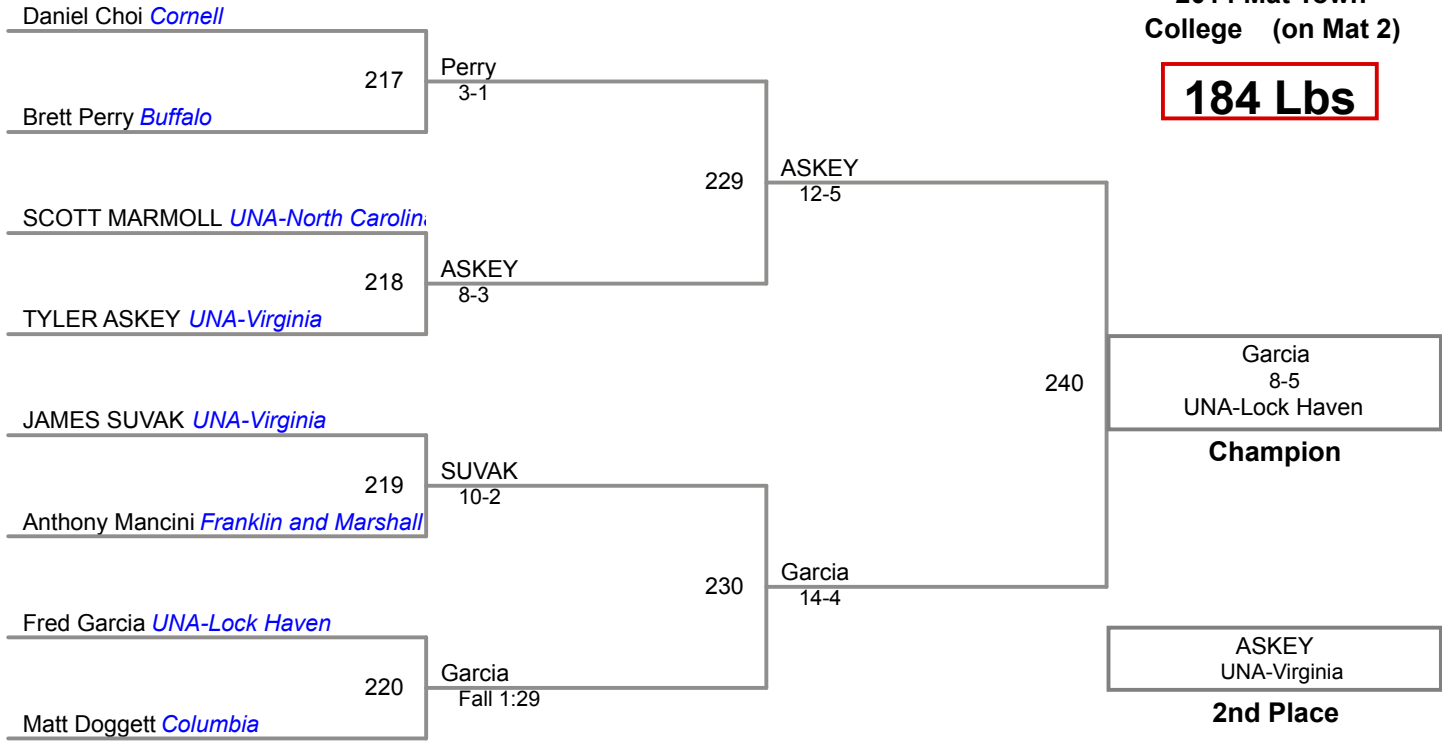 Daniel Choi Cornell
217
Perry
3-1
Brett Perry Buffalo
SCOTT MARMOLL UNA-North
218
ASKEY
8-3
TYLER ASKEY UNA-Virginia
229
ASKEY
12-5
JAMES SUVAK UNA-Virginia
219
SUVAK
10-2
Anthony Mancini Franklin and Marshall
Fred Garcia UNA-Lock Haven
220
Garcia
Fall 1:29
Matt Doggett Columbia
230
Garcia
14-4
240
College (on Mat 2)
184 Lbs
Garcia
8-5
UNA-Lock Haven
Champion
ASKEY
UNA-Virginia
2nd Place